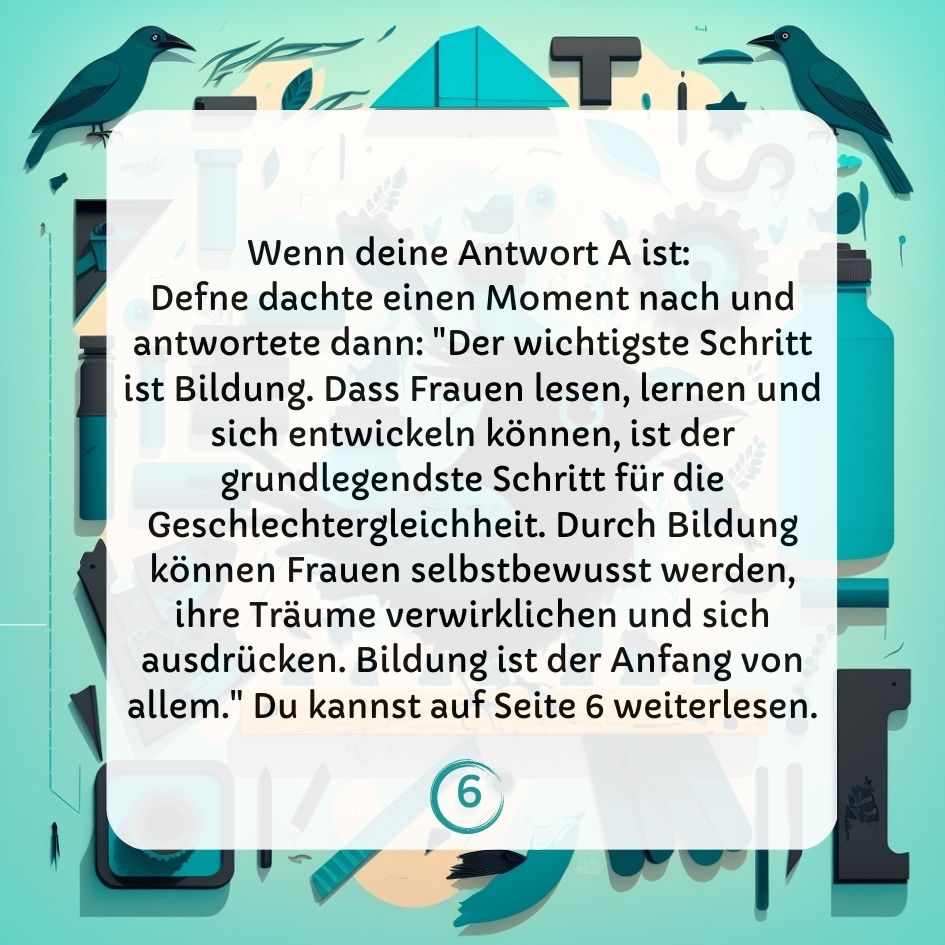 Wenn deine Antwort A ist:
Defne dachte einen Moment nach und
antwortete dann: "Der wichtigste Schritt
ist Bildung. Dass Frauen lesen, lernen und
sich entwickeln können, ist der
grundlegendste Schritt für die
Geschlechtergleichheit. Durch Bildung
können Frauen selbstbewusst werden,
ihre Träume verwirklichen und sich
ausdrücken. Bildung ist der Anfang von
allem." Du kannst auf Seite 6 weiterlesen.
6